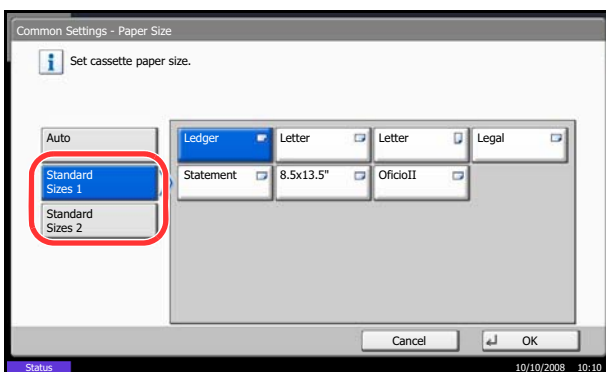 Common Settings - Paper Size
Set cassette paper size.
Auto
Ledger
Letter
Letter
Legal
Standard
Sizes 1
Statement
8.5x13.5"
OficioII
Standard
Sizes 2
Cancel
OK
Status
10/10/2008 10:10